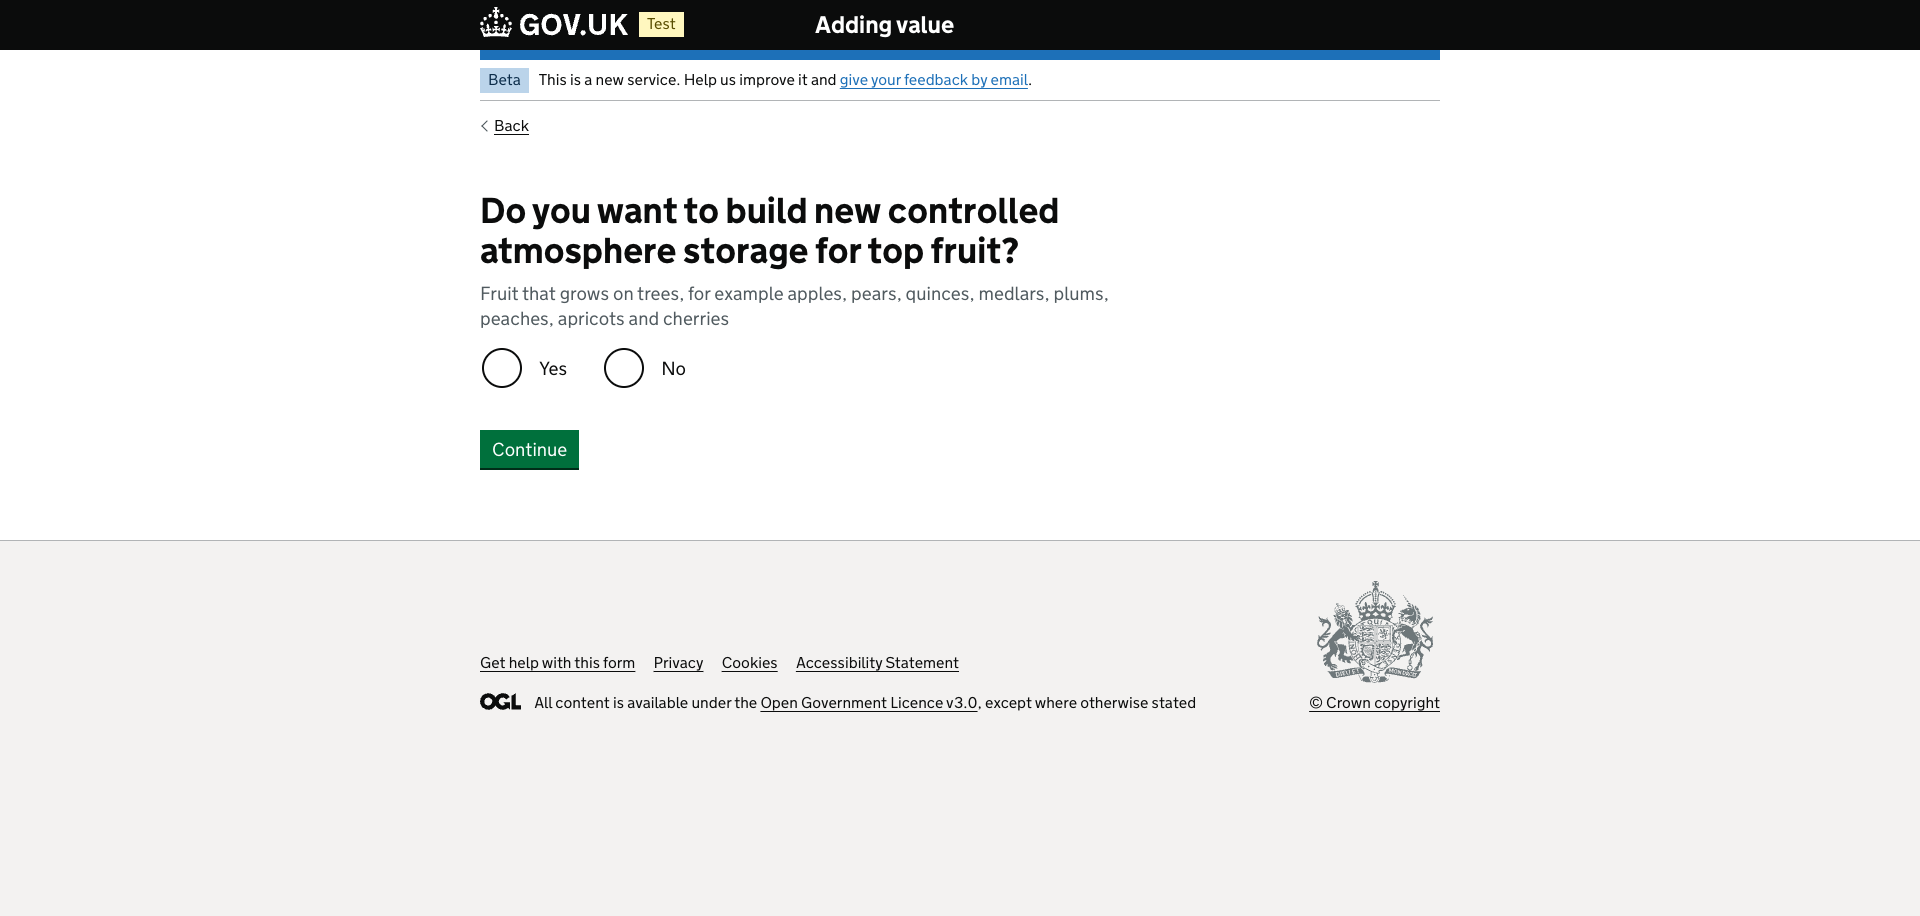 GOV.UK Test Adding value
Beta This is a new service. Help us improve it and give your feedback by email.
Back
Do you want to build new controlled
atmosphere storage for top fruit?
Fruit that grows on trees, for example apples, pears, quinces, medlars, plums,
peaches, apricots and cherries
Yes No
Continue
Get help with this form Privacy Cookies Accessibility Statement
OGL All content is available under the Open Government Licence v3.0, except where otherwise stated
© Crown copyright